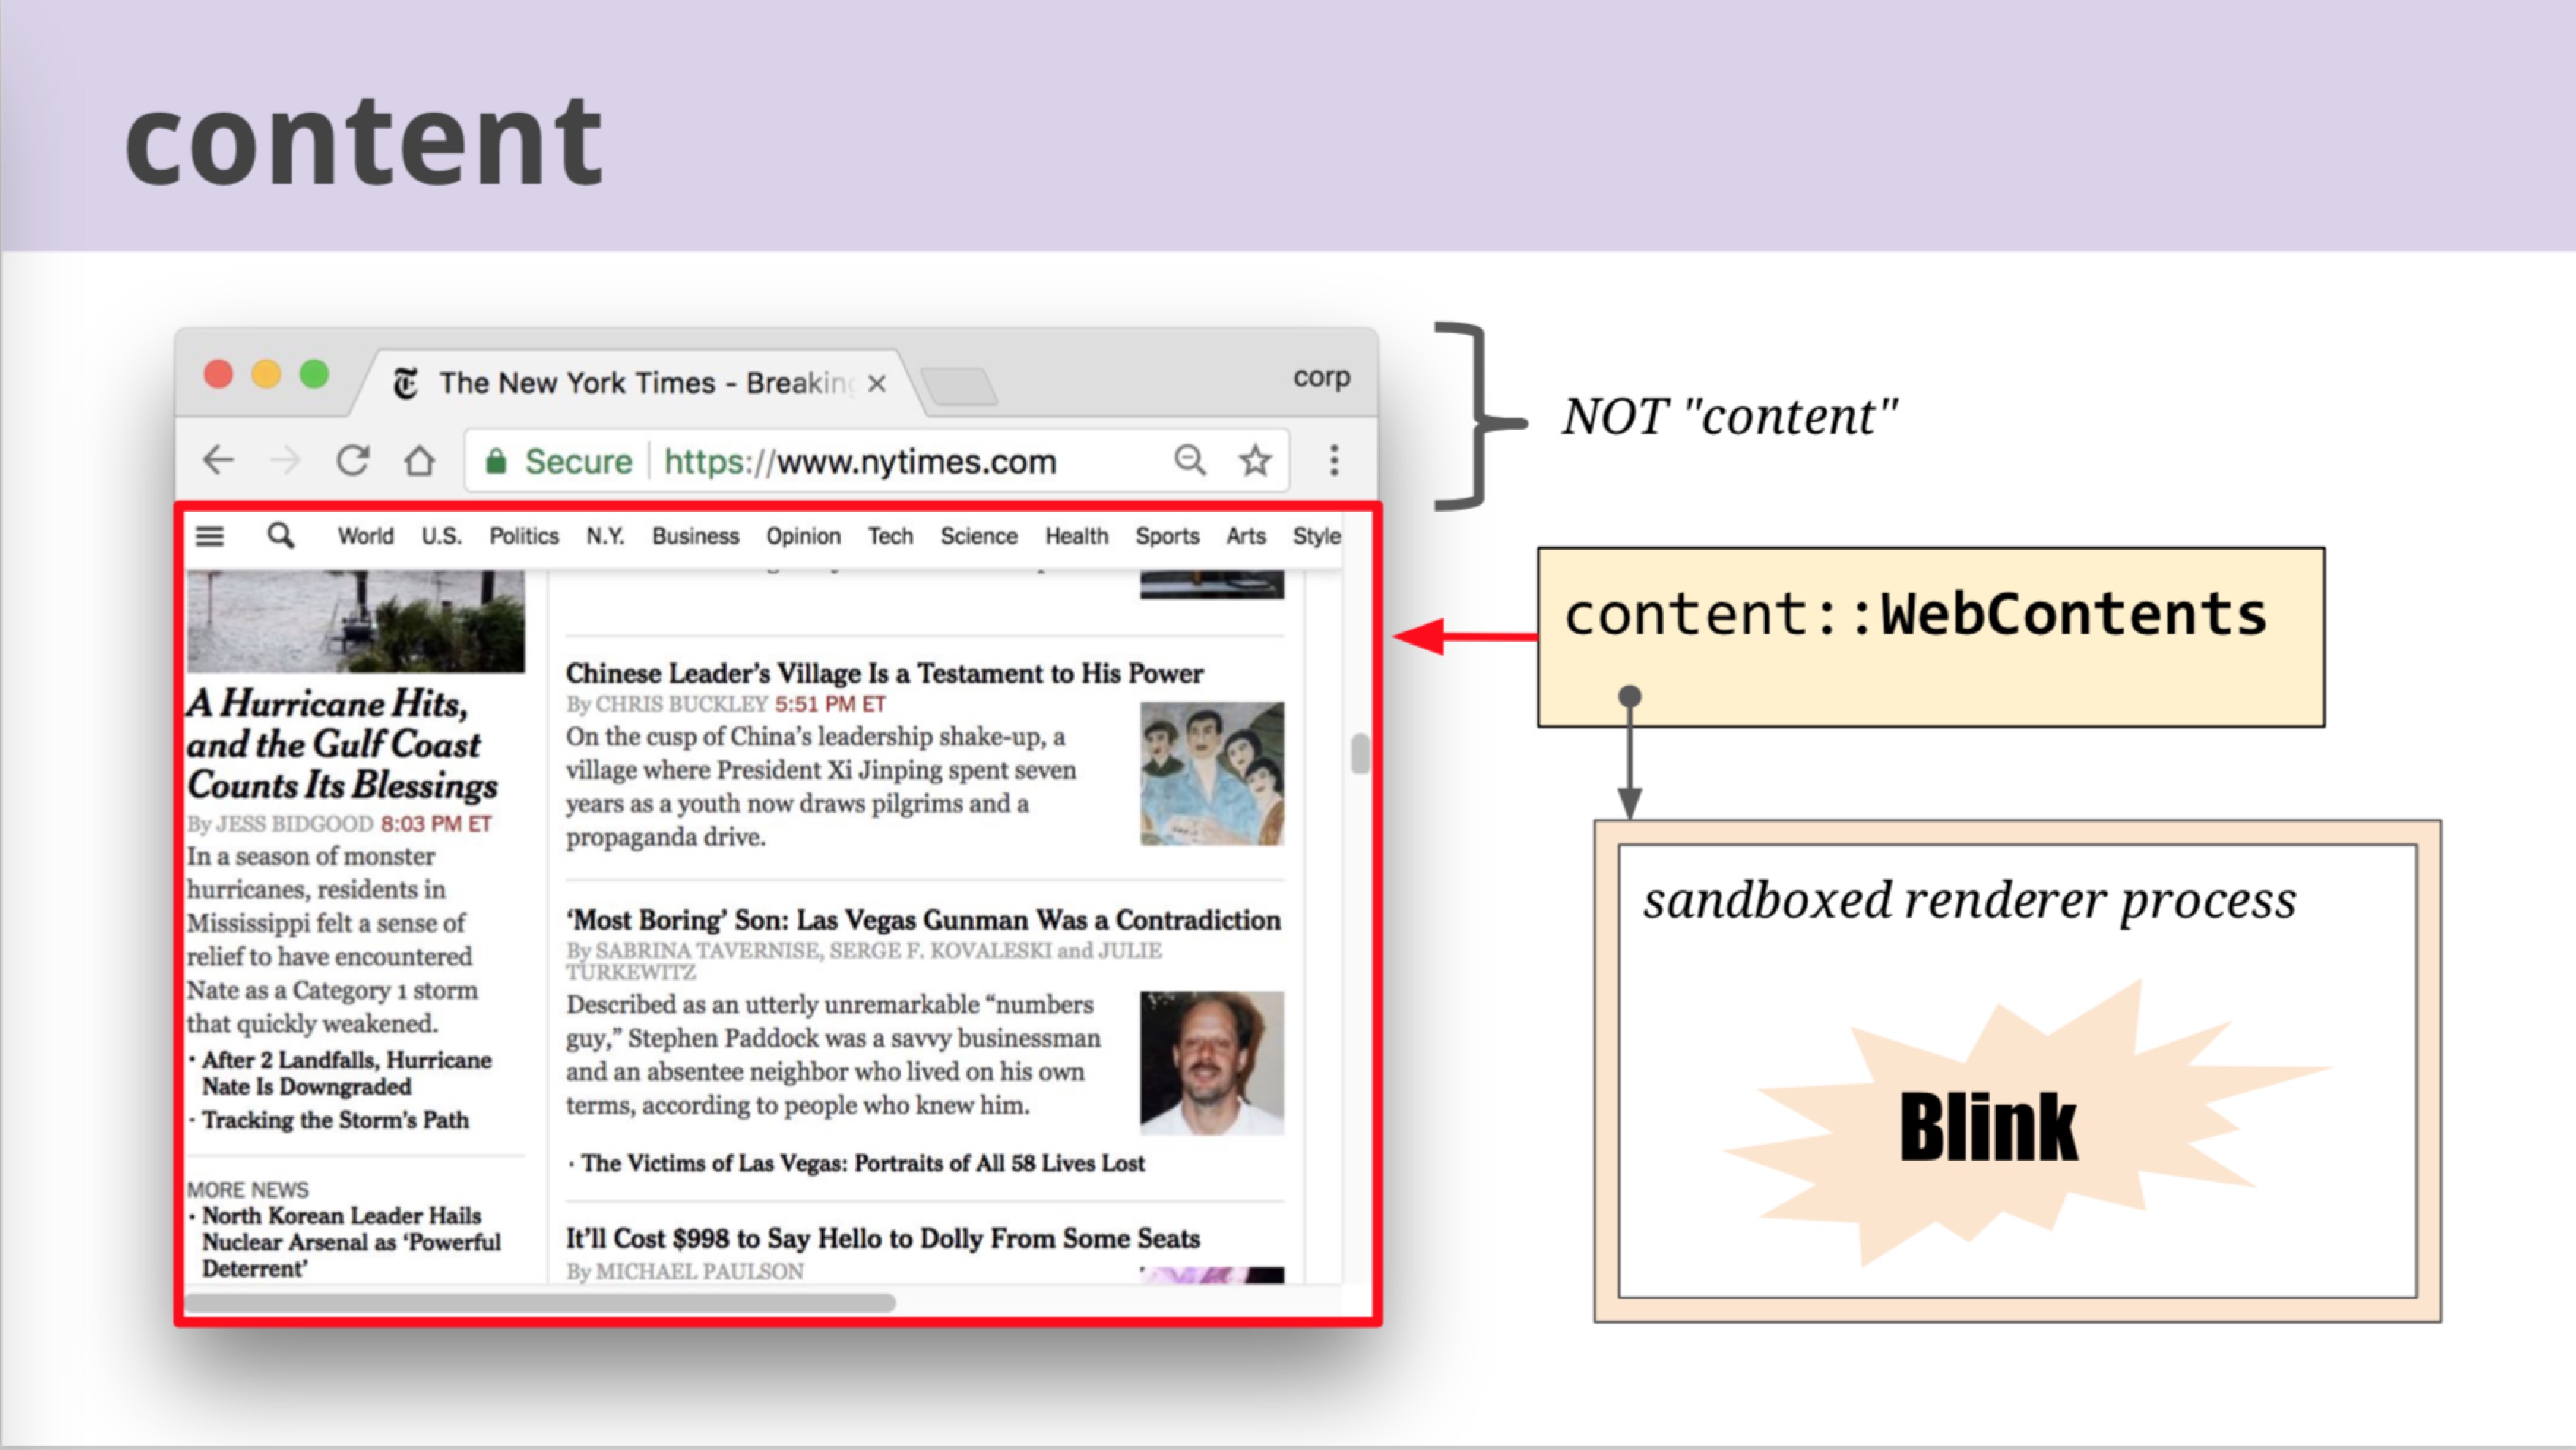 content
The New York Times - Breaking
corp
Secure https://www.nytimes.com
NOT "content"
World U.S. Politics N.Y. Business Opinion Tech Science Health Sports Arts Style
A Hurricane Hits,
and the Gulf Coast
Counts Its Blessings
By JESS BIDGOOD 8:03 PM ET
In a season of monster
hurricanes, residents in
Mississippi felt a sense of
relief to have encountered
Nate as a Category 1 storm
that quickly weakened.
· After 2 Landfalls, Hurricane
Nate Is Downgraded
· Tracking the Storm’s Path
MORE NEWS
· North Korean Leader Hails
Nuclear Arsenal as ‘Powerful
Deterrent’
Chinese Leader’s Village Is a Testament to His Power
By CHRIS BUCKLEY 5:51 PM ET
On the cusp of China’s leadership shake-up, a
village where President Xi Jinping spent seven
years as a youth now draws pilgrims and a
propaganda drive.
‘Most Boring’ Son: Las Vegas Gunman Was a Contradiction
By SABRINA TAVERNISE, SERGE F. KOVALESKI and JULIE
TURKEWITZ
Described as an utterly unremarkable “numbers
guy,” Stephen Paddock was a savvy businessman
and an absentee neighbor who lived on his own
terms, according to people who knew him.
· The Victims of Las Vegas: Portraits of All 58 Lives Lost
It’ll Cost $998 to Say Hello to Dolly From Some Seats
By MICHAEL PAULSON
content::WebContents
sandboxed renderer process
Blink